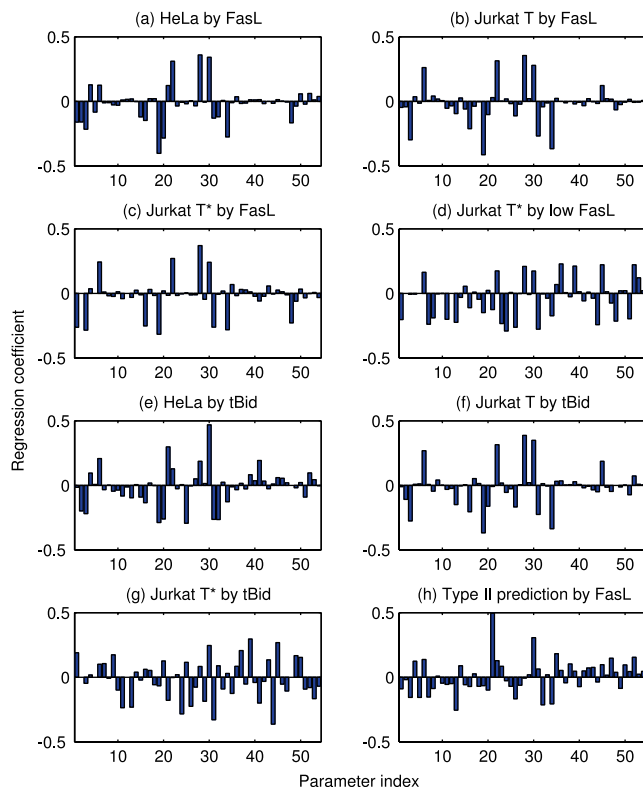 (a) HeLa by FasL
(b) Jurkat T by FasL
0.5
0
-0.5
10 20 30 40 50
0.5
0
-0.5
10 20 30 40 50
(c) Jurkat T* by FasL
(d) Jurkat T* by low FasL
0.5
0
-0.5
10 20 30 40 50
0.5
0
-0.5
10 20 30 40 50
Regression coefficient
(e) HeLa by tBid
(f) Jurkat T by tBid
0.5
0
-0.5
10 20 30 40 50
0.5
0
-0.5
10 20 30 40 50
(g) Jurkat T* by tBid
(h) Type II prediction by FasL
0.5
0
-0.5
10 20 30 40 50
0.5
0
-0.5
10 20 30 40 50
Parameter index